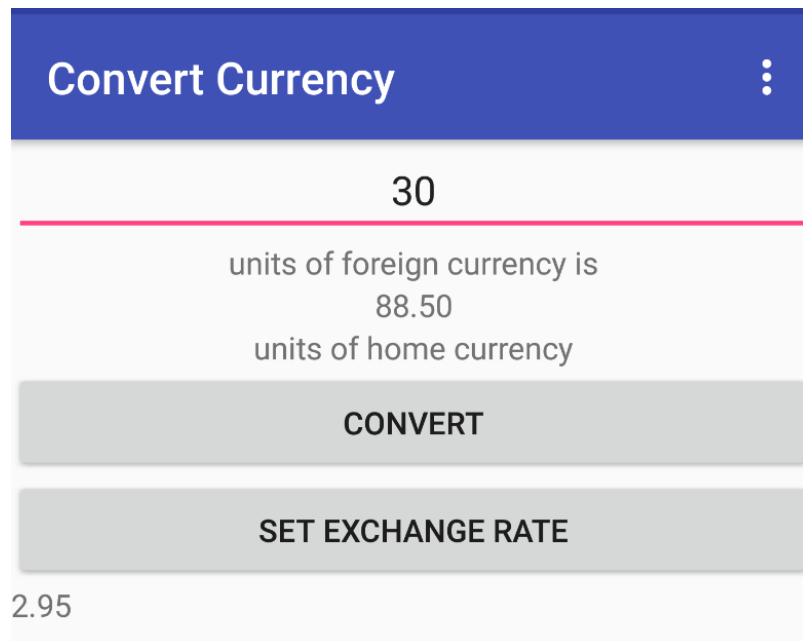 Convert Currency
30
units of foreign currency is
88.50
units of home currency
CONVERT
SET EXCHANGE RATE
2.95